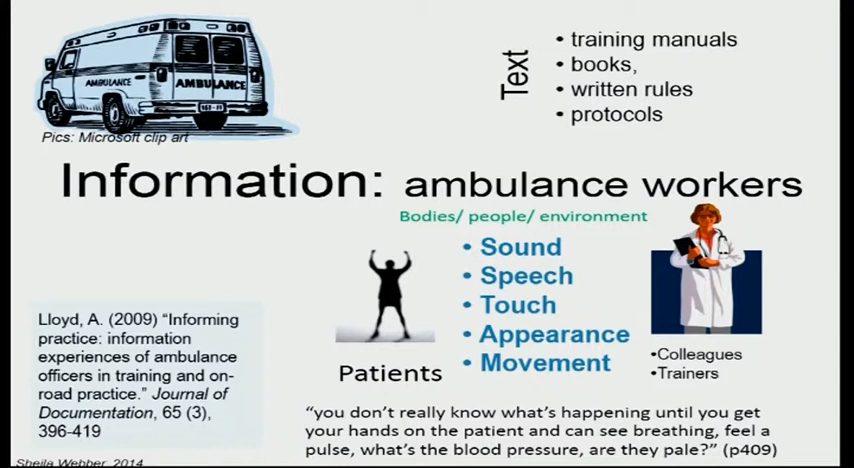 AMBULANCE
AMBULANCE
Pics: Microsoft clip art
Text
• training manuals
• books,
• written rules
• protocols
Information: ambulance workers
Bodies/ people/ environment
• Sound
• Speech
• Touch
• Appearance
• Movement
Patients
•Colleagues
•Trainers
Lloyd, A. (2009) “Informing
practice: information
experiences of ambulance
officers in training and on-
road practice.” Journal of
Documentation, 65 (3),
396-419
“you don’t really know what’s happening until you get
your hands on the patient and can see breathing, feel a
pulse, what’s the blood pressure, are they pale?” (p409)
Sheila Webber, 2014